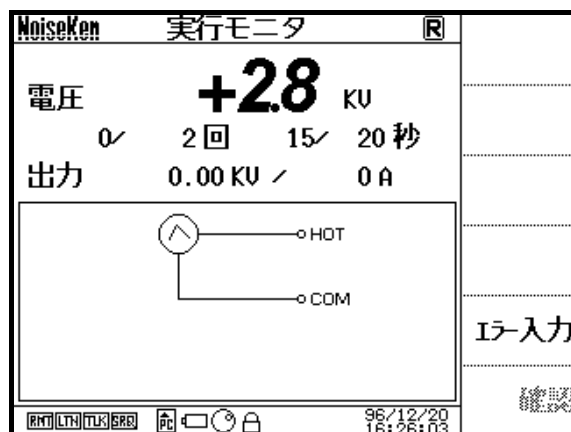 NoiseKen 実行モニタ R
電圧 +2.8 KV
0/ 2回 15/ 20秒
出力 0.00 KV / 0 A
HOT
COM
エラー入力
RMT LTN TLK SRQ PC 96/12/20
16:26:03